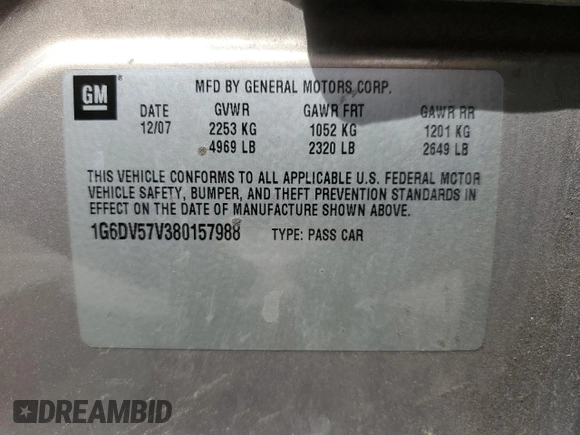 GM
MFD BY GENERAL MOTORS CORP.
DATE GVWR GAWR FRT GAWR RR
12/07 2253 KG 1052 KG 1201 KG
4969 LB 2320 LB 2649 LB
THIS VEHICLE CONFORMS TO ALL APPLICABLE U.S. FEDERAL MOTOR
VEHICLE SAFETY, BUMPER, AND THEFT PREVENTION STANDARDS IN
EFFECT ON THE DATE OF MANUFACTURE SHOWN ABOVE.
1G6DV57V380157988 TYPE: PASS CAR
DREAMBID